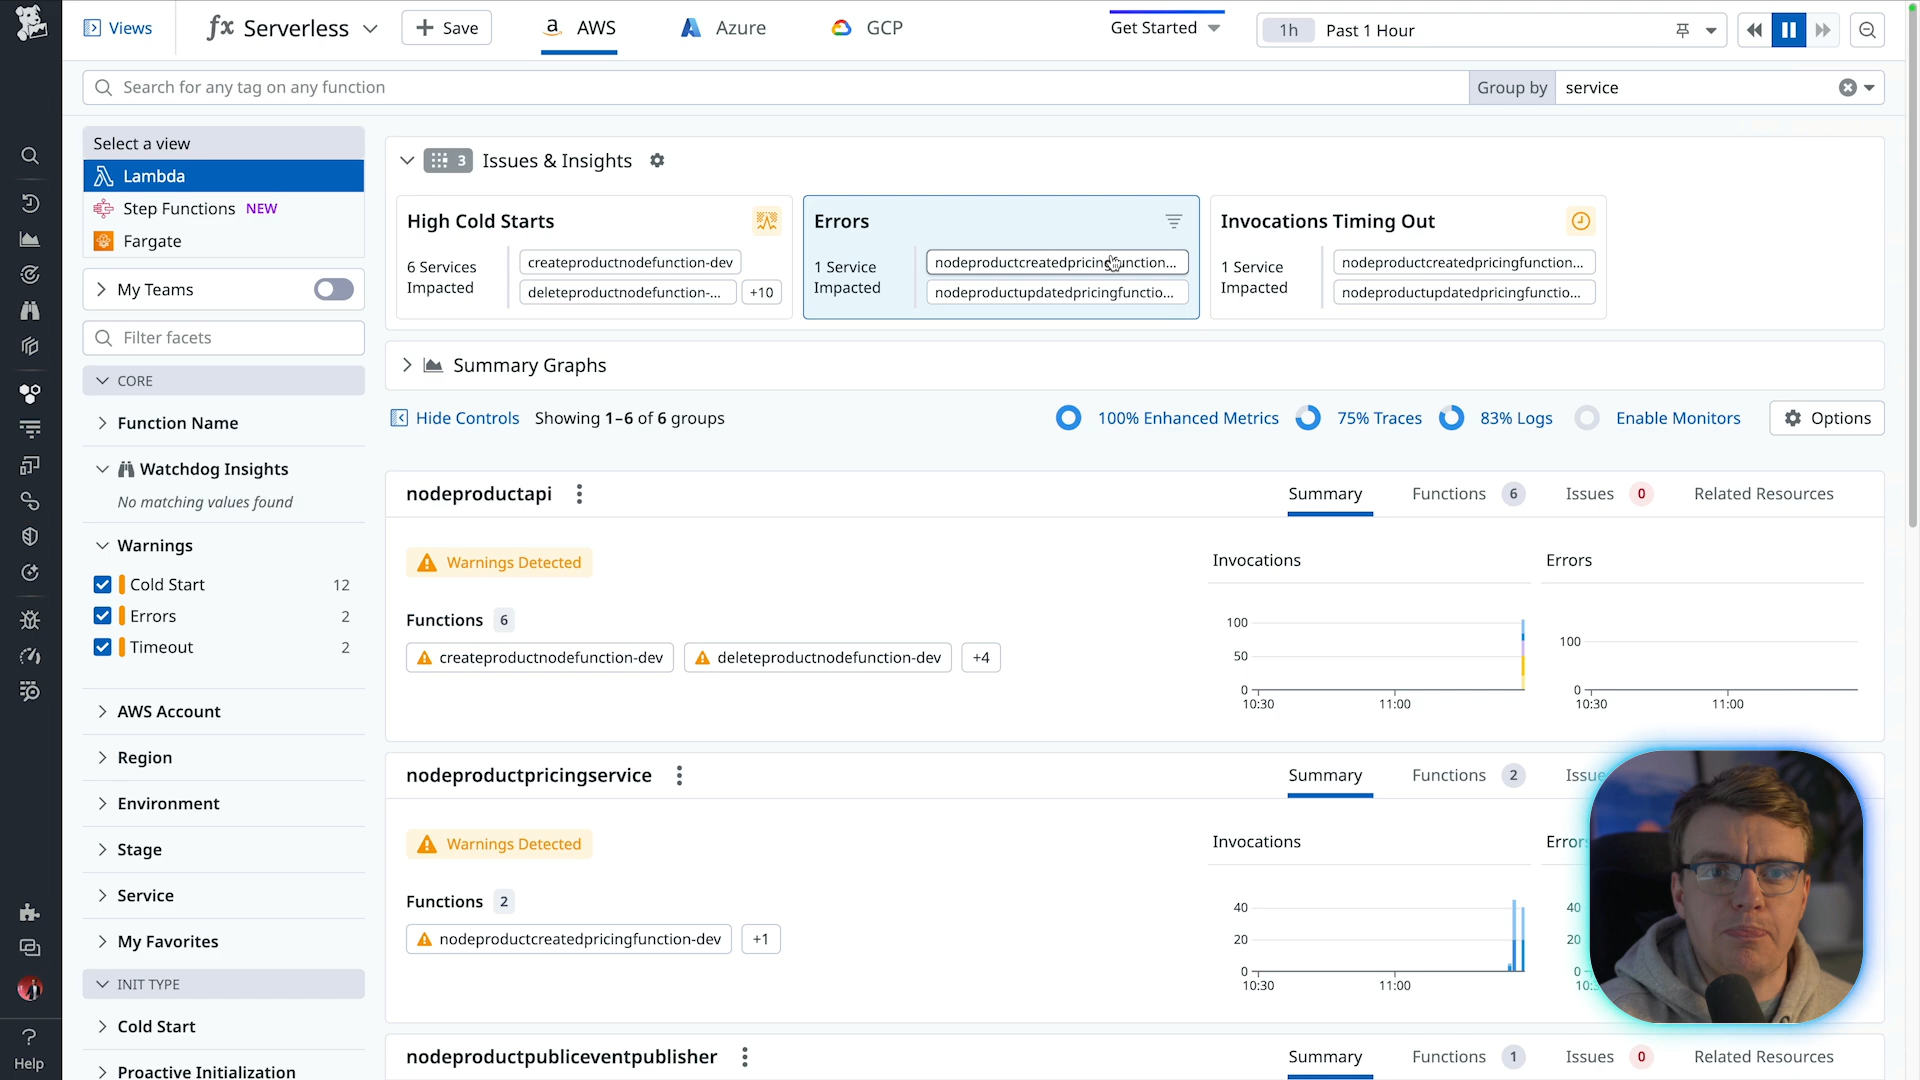 Views
fx Serverless
Save
AWS
Azure
GCP
Get Started
1h Past 1 Hour
Search for any tag on any function
Group by service
Select a view
Lambda
Step Functions NEW
Fargate
My Teams
Filter facets
CORE
Function Name
Watchdog Insights
No matching values found
Warnings
Cold Start 12
Errors 2
Timeout 2
AWS Account
Region
Environment
Stage
Service
My Favorites
INIT TYPE
Cold Start
Proactive Initialization
Help
3 Issues & Insights
High Cold Starts
6 Services
Impacted
createproductnodefunction-dev
deleteproductnodefunction-... +10
Errors
1 Service
Impacted
nodeproductcreatedpricingfunction...
nodeproductupdatedpricingfunctio...
Invocations Timing Out
1 Service
Impacted
nodeproductcreatedpricingfunction...
nodeproductupdatedpricingfunctio...
Summary Graphs
Hide Controls Showing 1–6 of 6 groups
100% Enhanced Metrics
75% Traces
83% Logs
Enable Monitors
Options
nodeproductapi
Summary Functions 6 Issues 0 Related Resources
Warnings Detected
Functions 6
createproductnodefunction-dev deleteproductnodefunction-dev +4
Invocations
100
50
0
10:30 11:00
Errors
100
0
10:30 11:00
nodeproductpricingservice
Summary Functions 2 Issue
Warnings Detected
Functions 2
nodeproductcreatedpricingfunction-dev +1
Invocations
40
20
0
10:30 11:00
Errors
40
20
0
10:
nodeproductpubliceventpublisher
Summary Functions 1 Issues 0 Related Resources